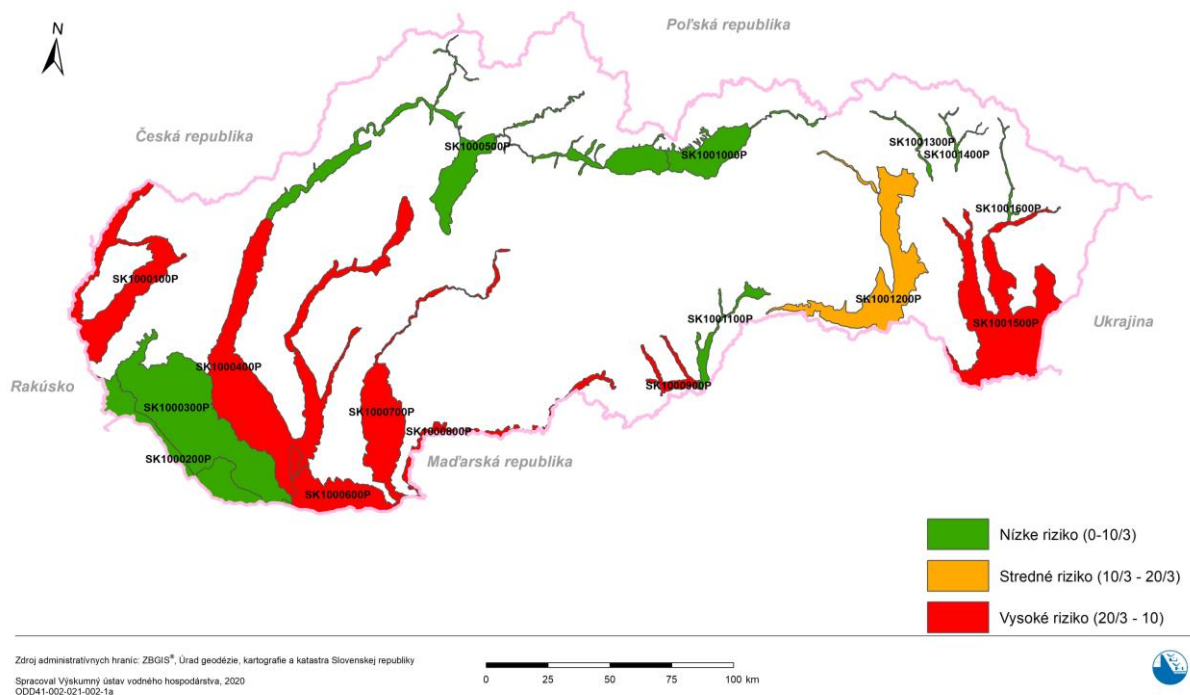 N
Poľská republika
Česká republika
SK1000500P
SK1001000P
SK1001300P
SK1001400P
SK1001600P
SK1000100P
SK1001200P
SK1001100P
SK1001500P
Ukrajina
Rakúsko
SK1000400P
SK1000900P
SK1000300P
SK1000700P
SK1000800P
SK1000200P
Maďarská republika
SK1000600P
Nízke riziko (0-10/3)
Stredné riziko (10/3 - 20/3)
Vysoké riziko (20/3 - 10)
Zdroj administratívnych hraníc: ZBGIS®, Úrad geodézie, kartografie a katastra Slovenskej republiky
Spracoval Výskumný ústav vodného hospodárstva, 2020
ODD41-002-021-002-1a
0 25 50 75 100 km